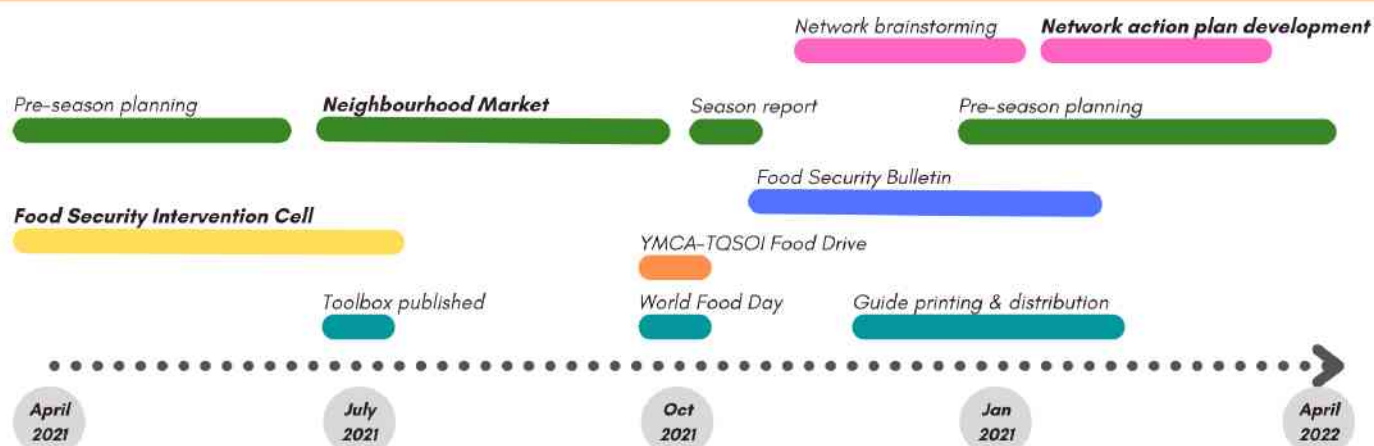 Network brainstorming
Network action plan development
Pre-season planning
Neighbourhood Market
Season report
Pre-season planning
Food Security Bulletin
Food Security Intervention Cell
YMCA-TQSOI Food Drive
Toolbox published
World Food Day
Guide printing & distribution
April
2021
July
2021
Oct
2021
Jan
2021
April
2022